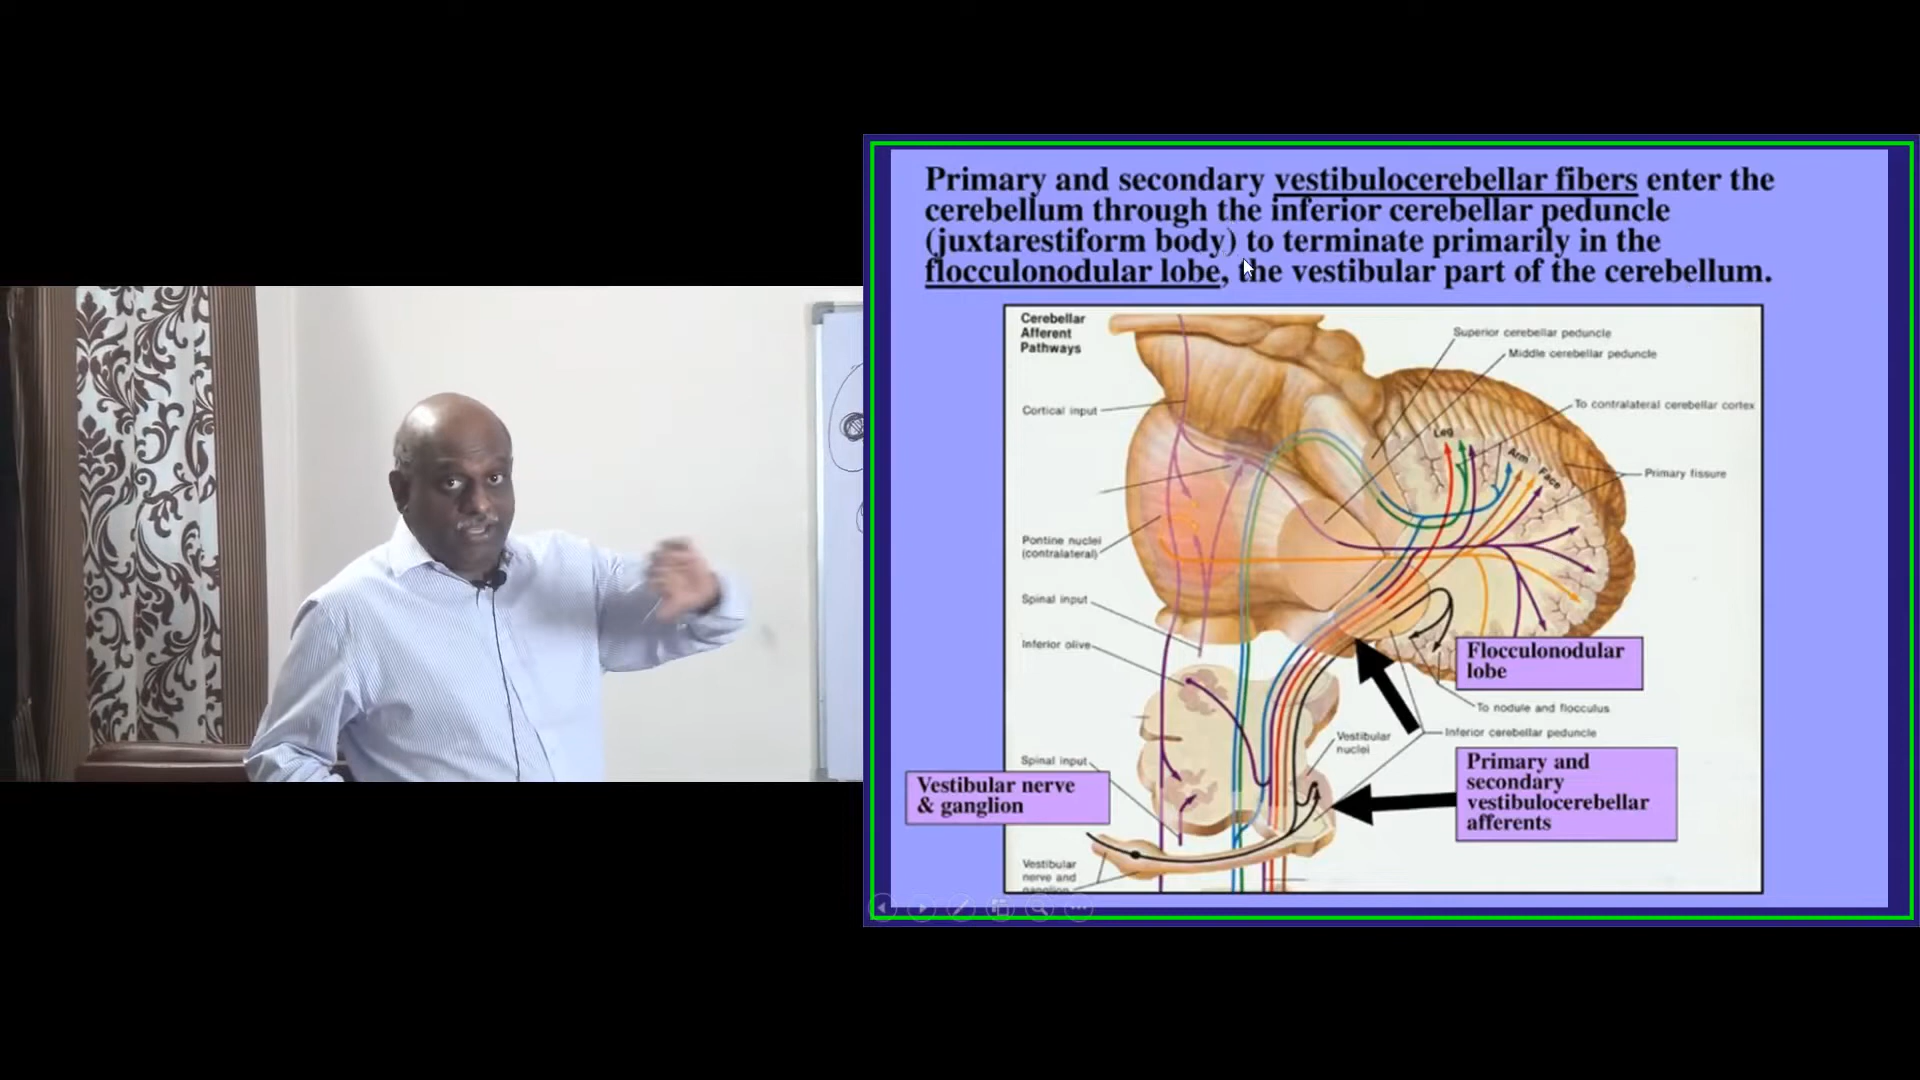 Primary and secondary vestibulocerebellar fibers enter the
cerebellum through the inferior cerebellar peduncle
(juxtarestiform body) to terminate primarily in the
flocculonodular lobe, the vestibular part of the cerebellum.
Cerebellar
Afferent
Pathways
Superior cerebellar peduncle
Middle cerebellar peduncle
To contralateral cerebellar cortex
Cortical input
Leg
Arm
Face
Primary fissure
Pontine nuclei
(contralateral)
Spinal input
Inferior olive
Flocculonodular
lobe
To nodule and flocculus
Inferior cerebellar peduncle
Vestibular
nuclei
Spinal input
Vestibular nerve
& ganglion
Primary and
secondary
vestibulocerebellar
afferents
Vestibular
nerve and
ganglion